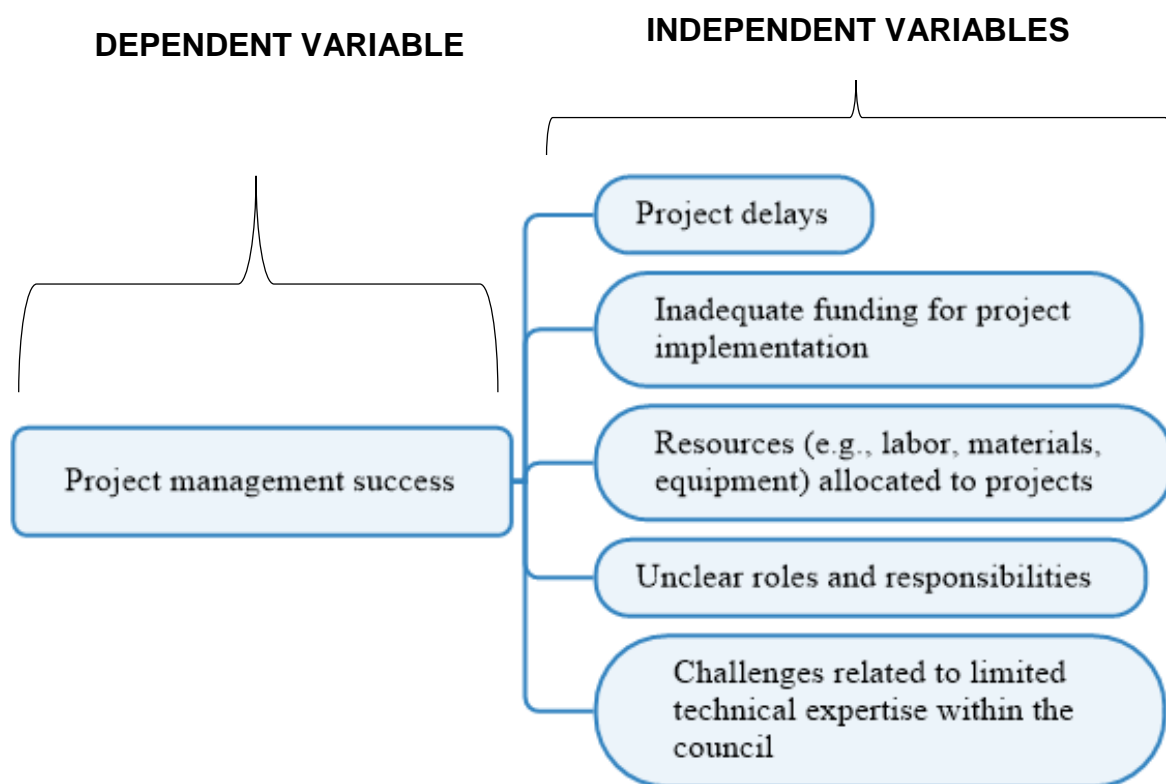 DEPENDENT VARIABLE
INDEPENDENT VARIABLES
Project delays
Inadequate funding for project
implementation
Resources (e.g., labor, materials,
equipment) allocated to projects
Project management success
Unclear roles and responsibilities
Challenges related to limited
technical expertise within the
council